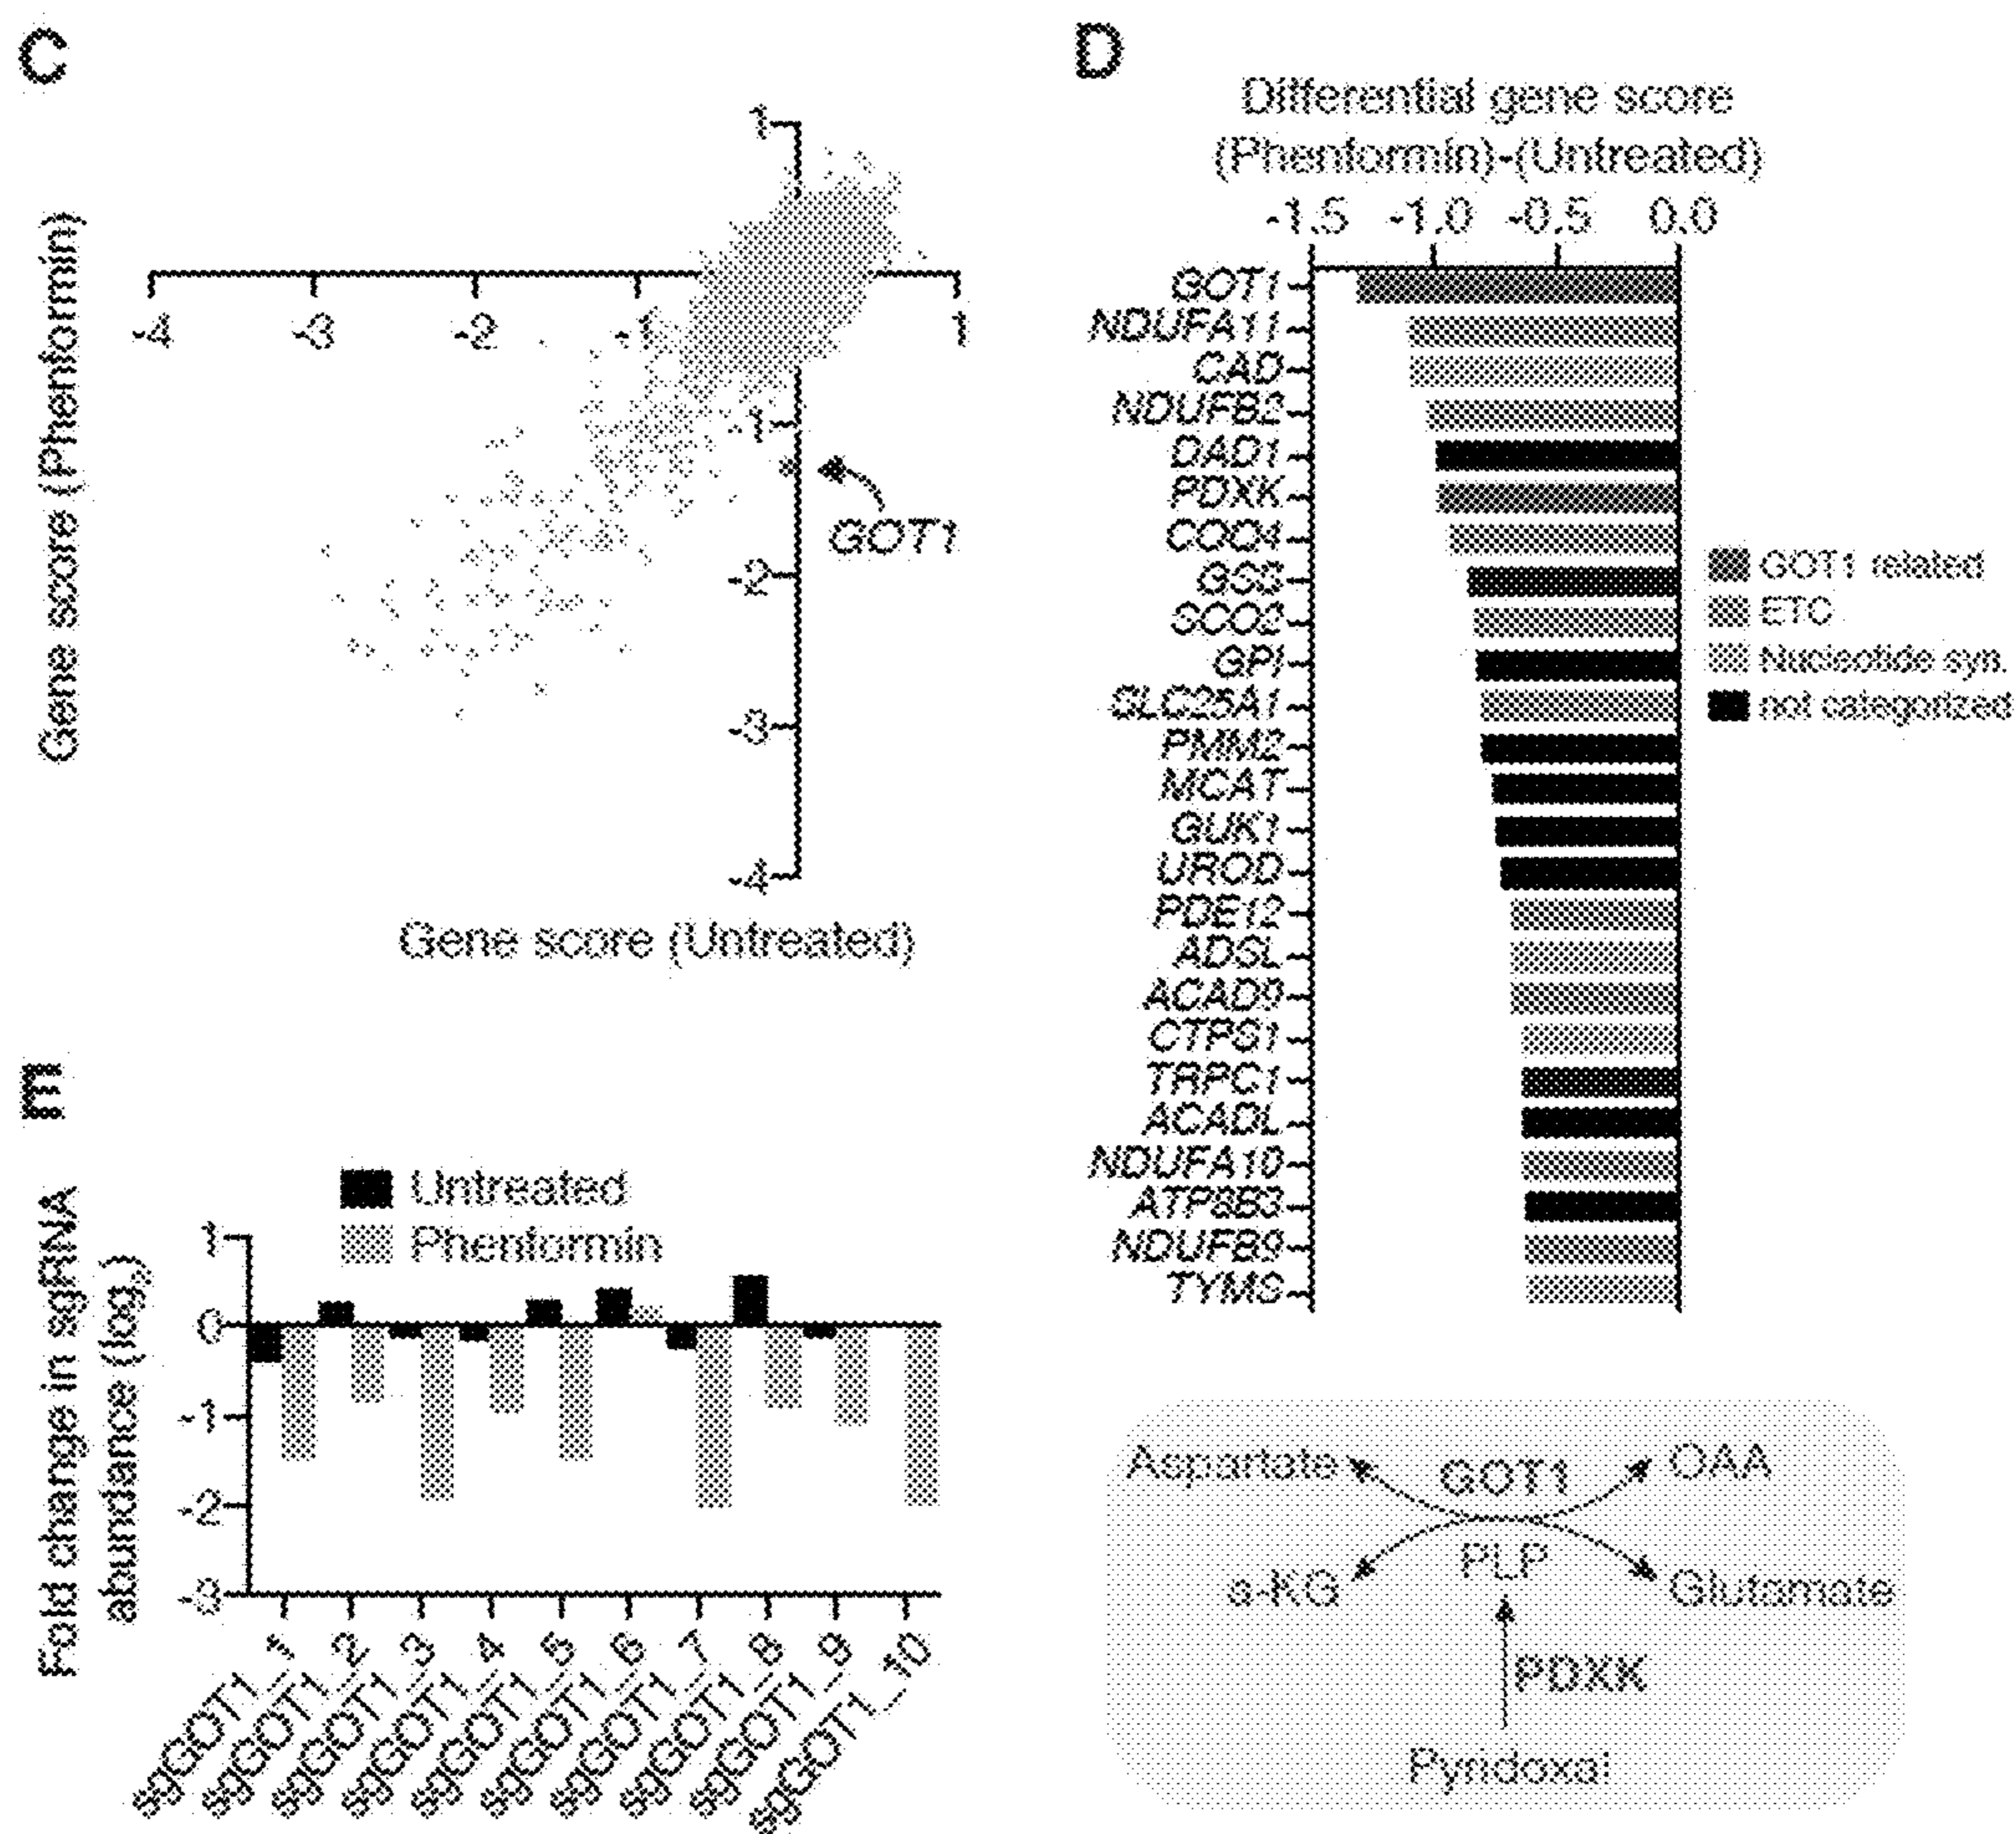 C
Gene score (Phenformin)
1
-4
-3
-2
-1
1
-1
GOT1
-2
-3
-4
Gene score (Untreated)
D
Differential gene score
(Phenformin)-(Untreated)
-1.5
-1.0
-0.5
0.0
GOT1
NDUFA11
CAD
NDUFB2
DAD1
PDXK
COQ4
SCO2
GPI
SLC25A1
PMM2
MCAT
GUK1
UROD
PDE12
ADSL
ACAD9
CTPS1
TRPC1
ACADL
NDUFA10
ATP8B3
NDUFB9
TYMS
GOT1 related
ETC
Nucleotide syn.
not categorized
E
Fold change in sgRNA
abundance (log₂)
Untreated
Phenformin
1
0
-1
-2
-3
sgGOT1_1
sgGOT1_2
sgGOT1_3
sgGOT1_4
sgGOT1_5
sgGOT1_6
sgGOT1_7
sgGOT1_8
sgGOT1_9
sgGOT1_10
Aspartate
GOT1
OAA
α-KG
PLP
Glutamate
PDXK
Pyridoxal